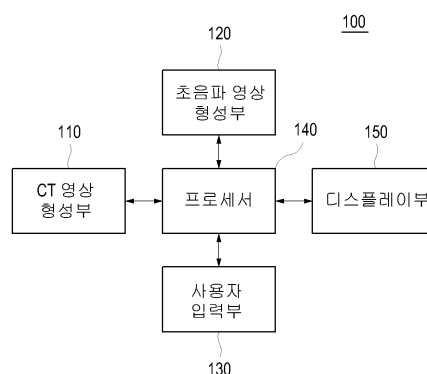 100
120
초음파 영상
형성부
110
140
150
CT 영상
형성부
프로세서
디스플레이부
사용자
입력부
130